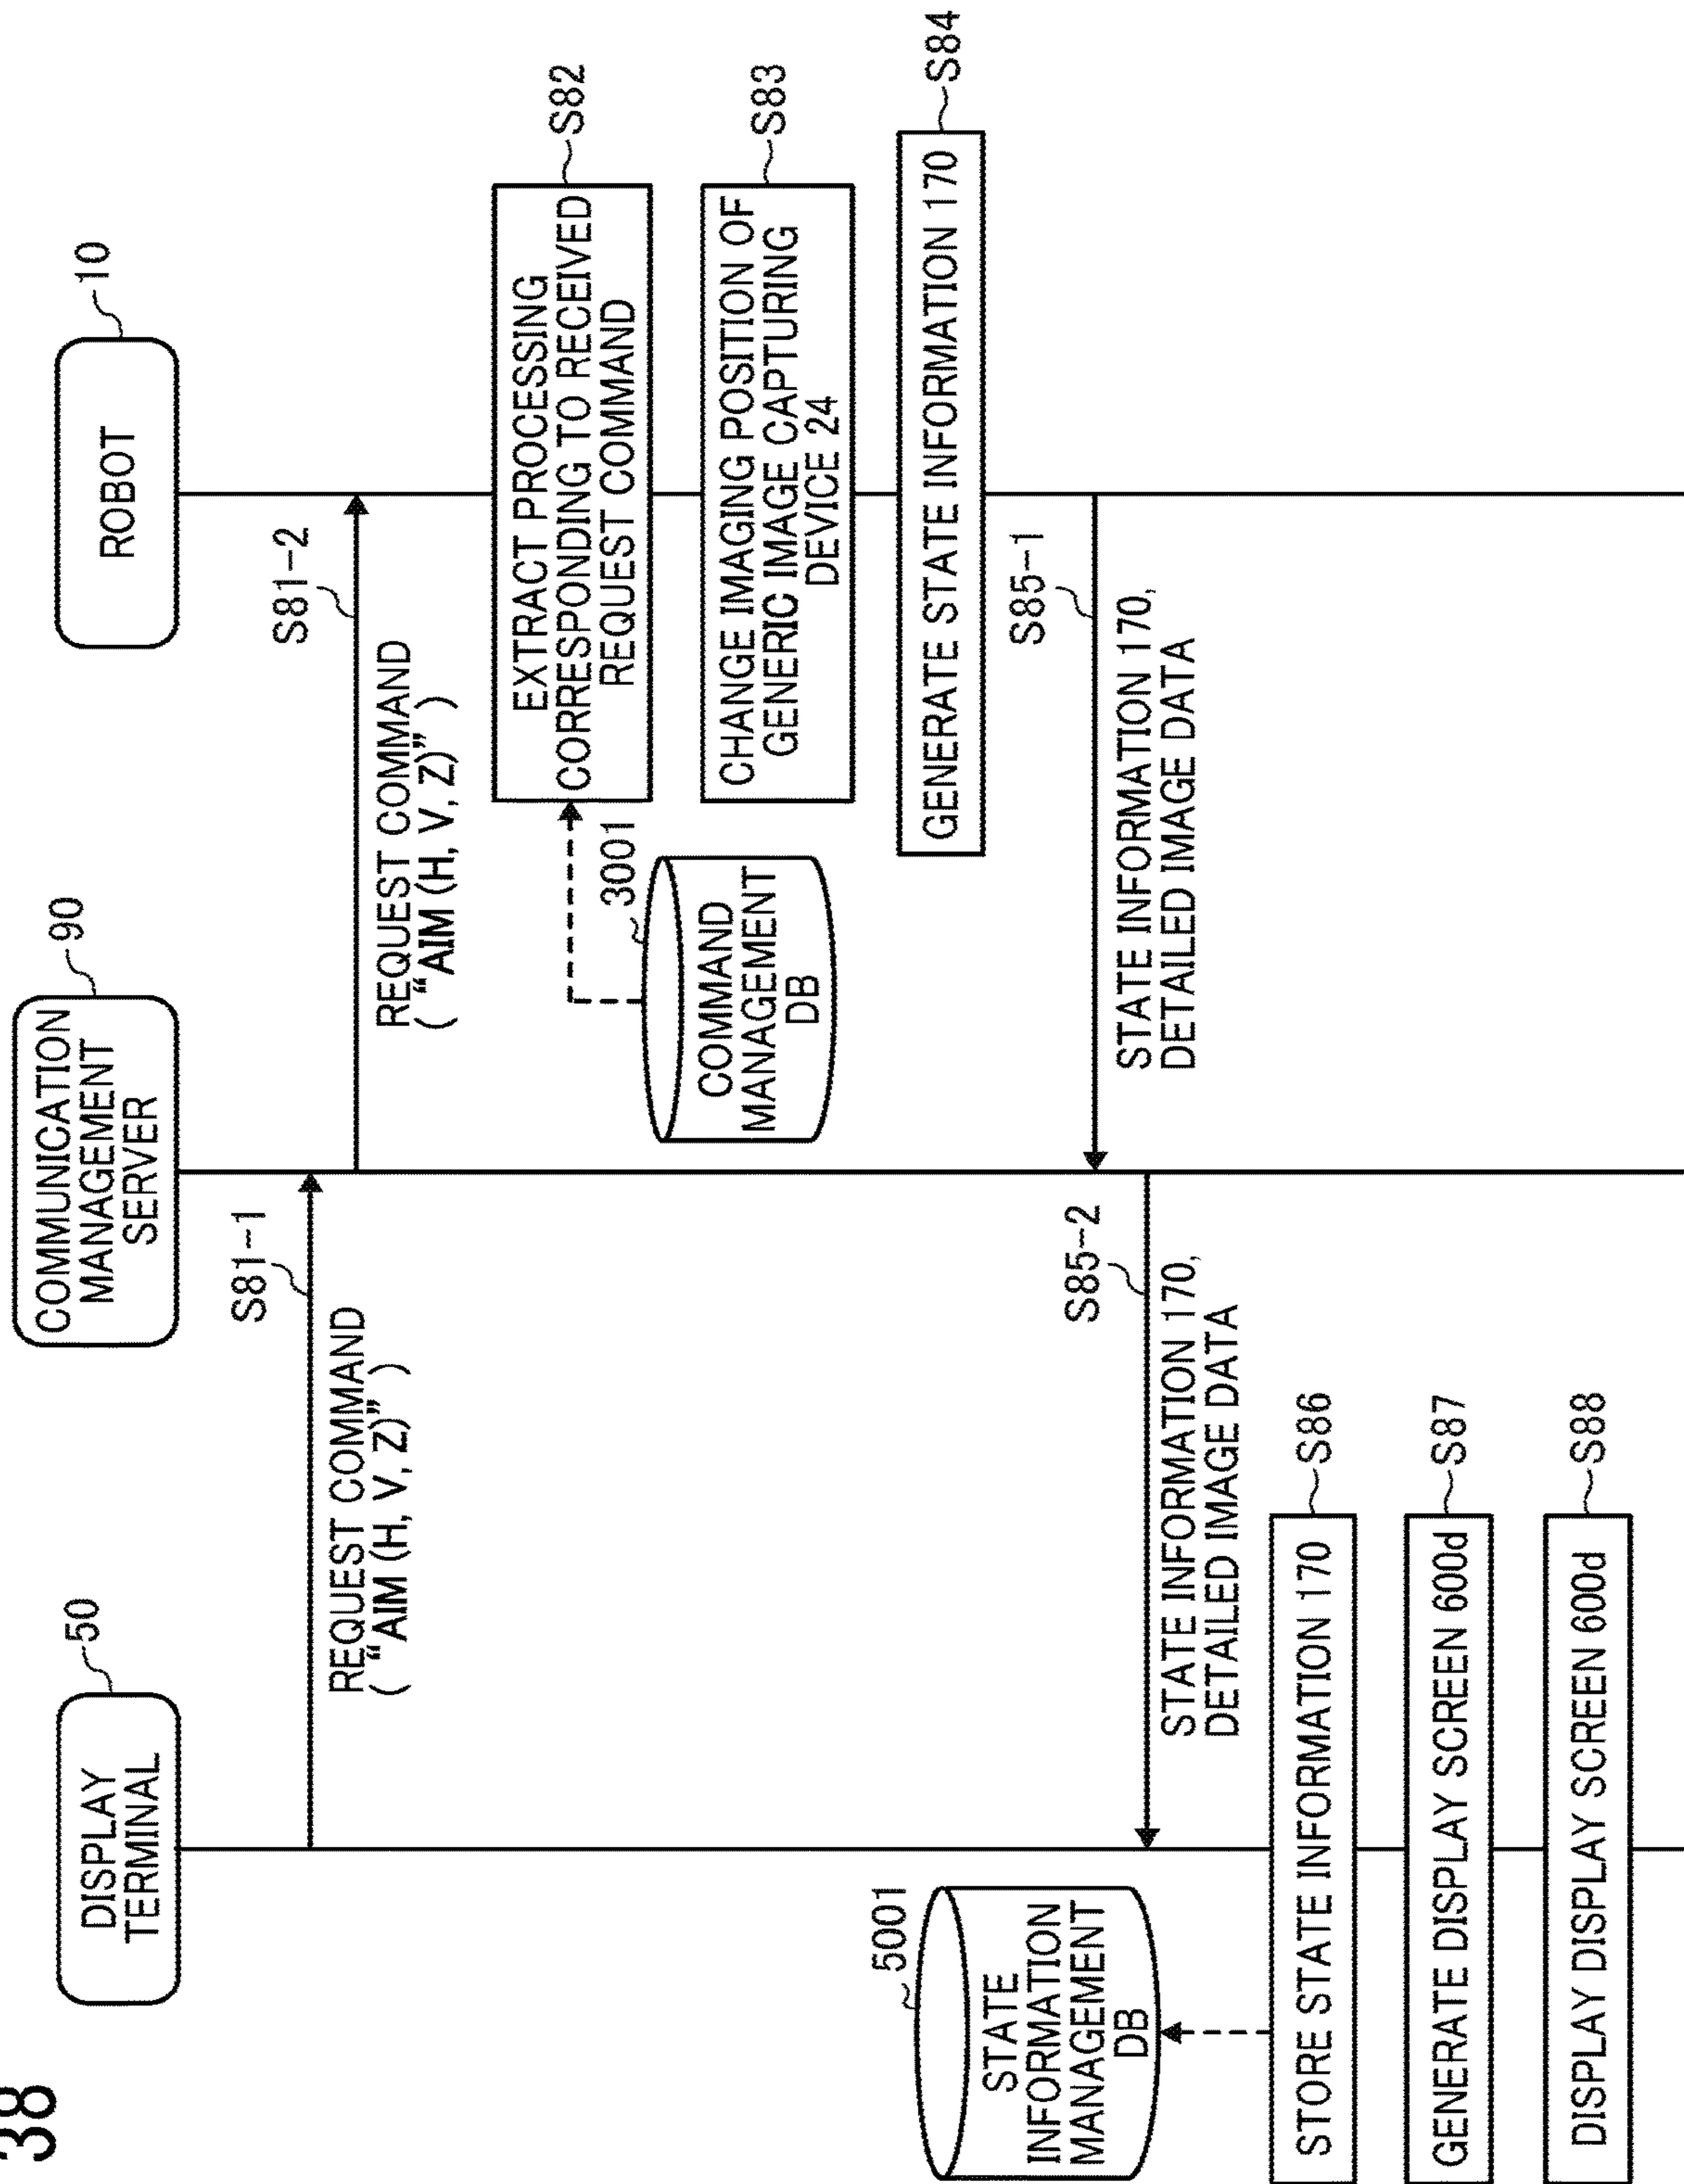 38
DISPLAY
TERMINAL
50
COMMUNICATION
MANAGEMENT
SERVER
90
ROBOT
10
S81-1
REQUEST COMMAND
( “AIM (H, V, Z)” )
S81-2
REQUEST COMMAND
( “AIM (H, V, Z)” )
EXTRACT PROCESSING
CORRESPONDING TO RECEIVED
REQUEST COMMAND
S82
3001
COMMAND
MANAGEMENT
DB
CHANGE IMAGING POSITION OF
GENERIC IMAGE CAPTURING
DEVICE 24
S83
GENERATE STATE INFORMATION 170
S84
S85-1
STATE INFORMATION 170,
DETAILED IMAGE DATA
S85-2
STATE INFORMATION 170,
DETAILED IMAGE DATA
5001
STATE
INFORMATION
MANAGEMENT
DB
STORE STATE INFORMATION 170
S86
GENERATE DISPLAY SCREEN 600d
S87
DISPLAY DISPLAY SCREEN 600d
S88